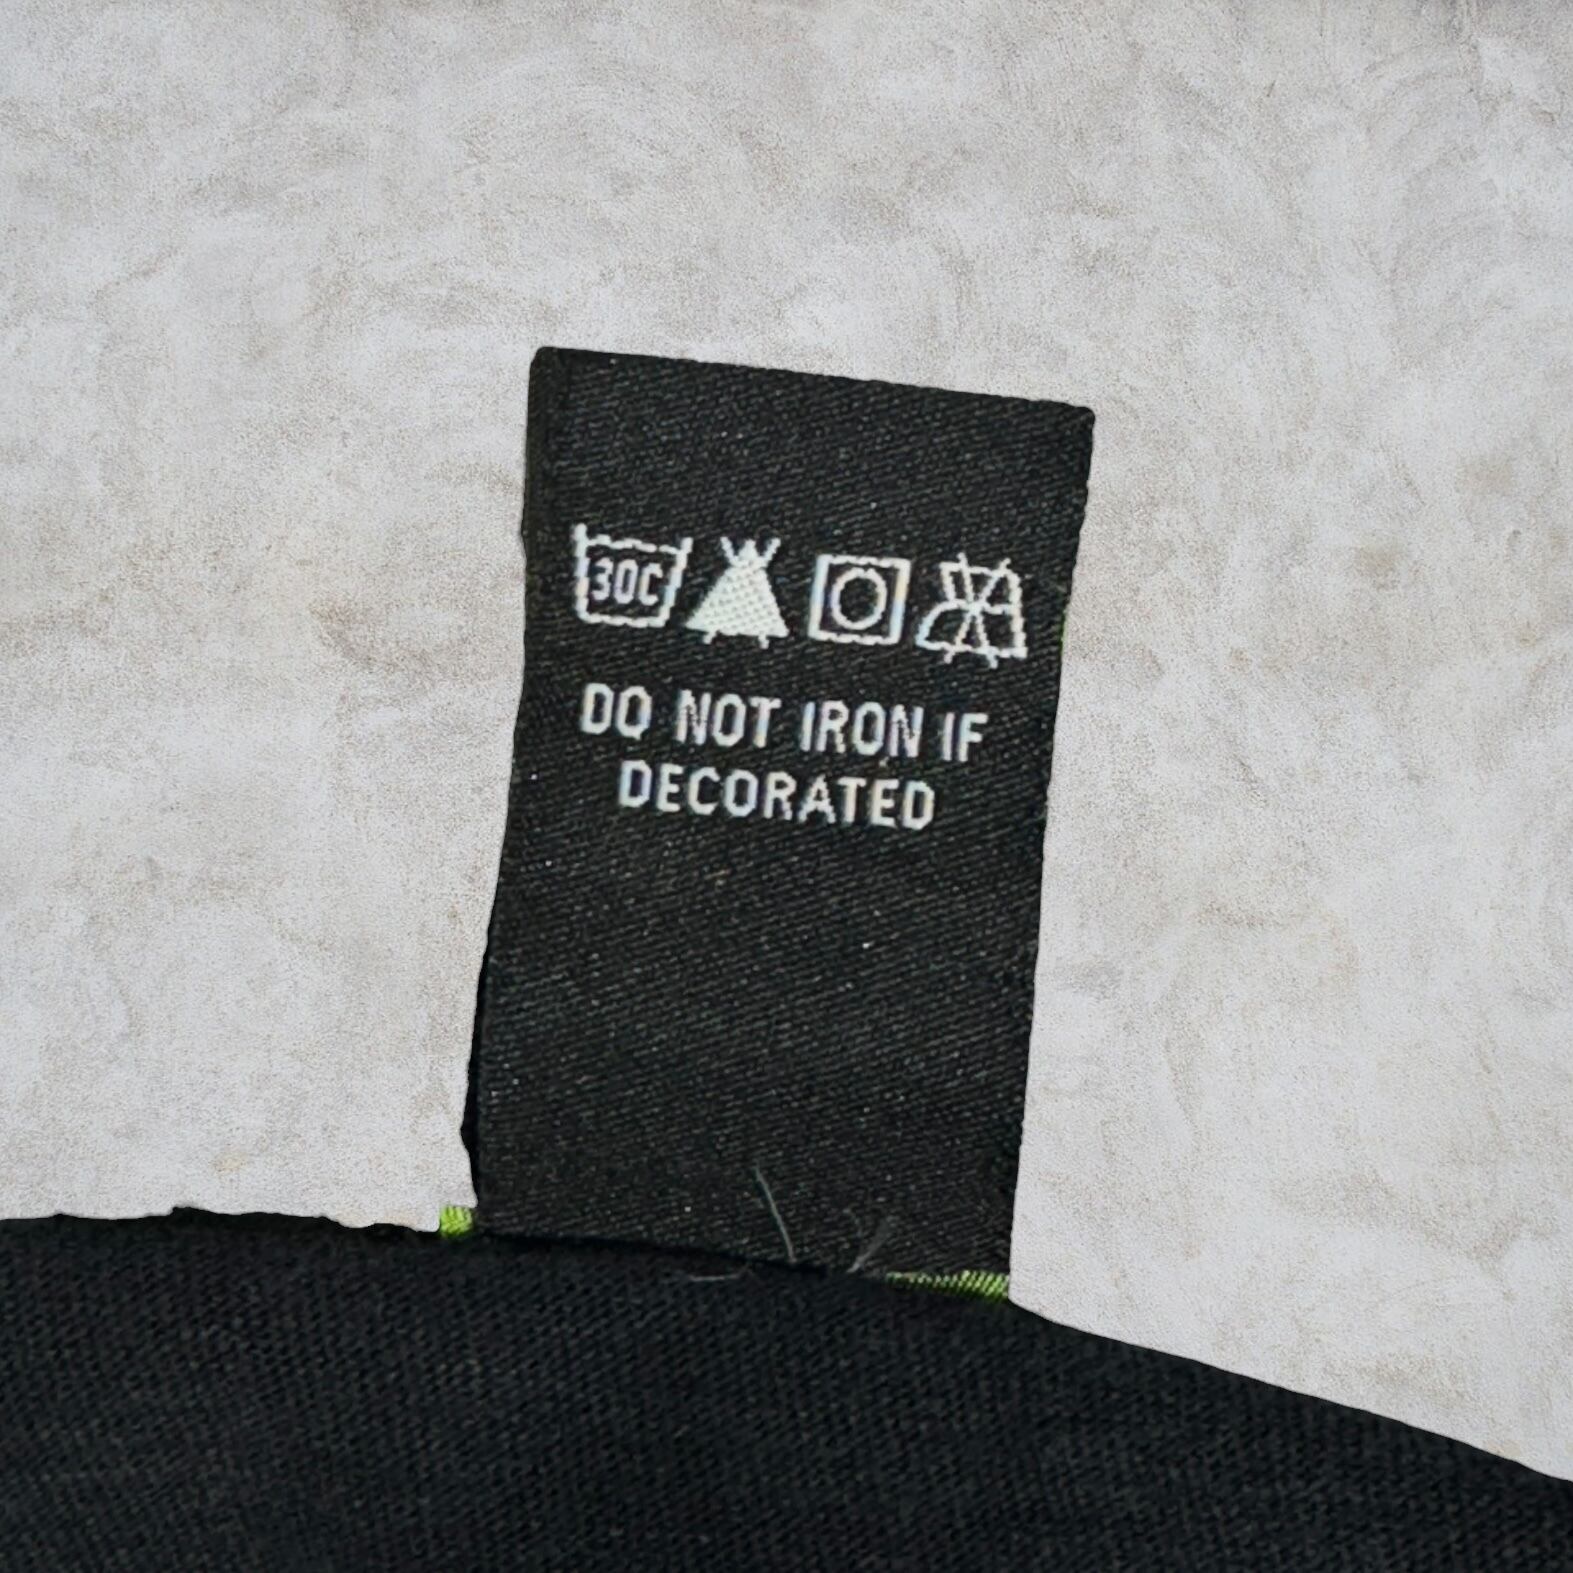 30C
DO NOT IRON IF
DECORATED